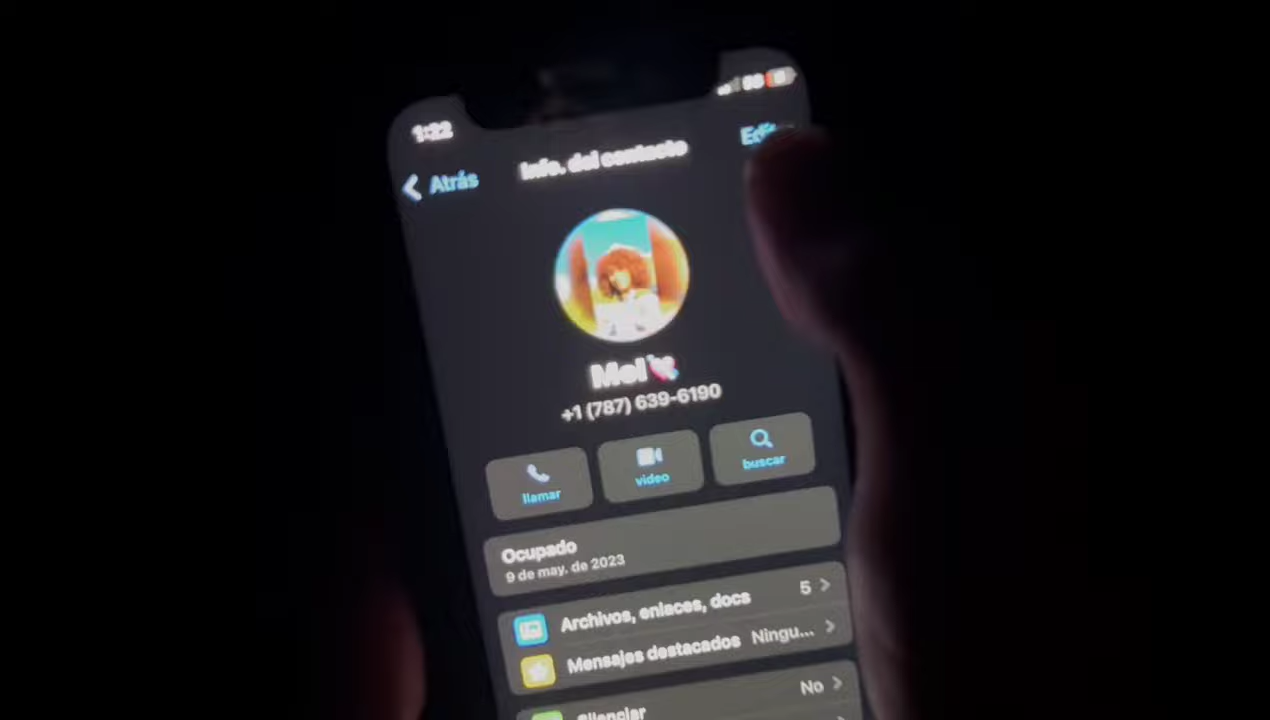 1:22
Edit
Info. del contacto
Atrás
Mel
+1 (787) 639-6190
llamar
video
buscar
Ocupado
9 de may. de 2023
Archivos, enlaces, docs 5
Mensajes destacados Ningu...
Silenciar No